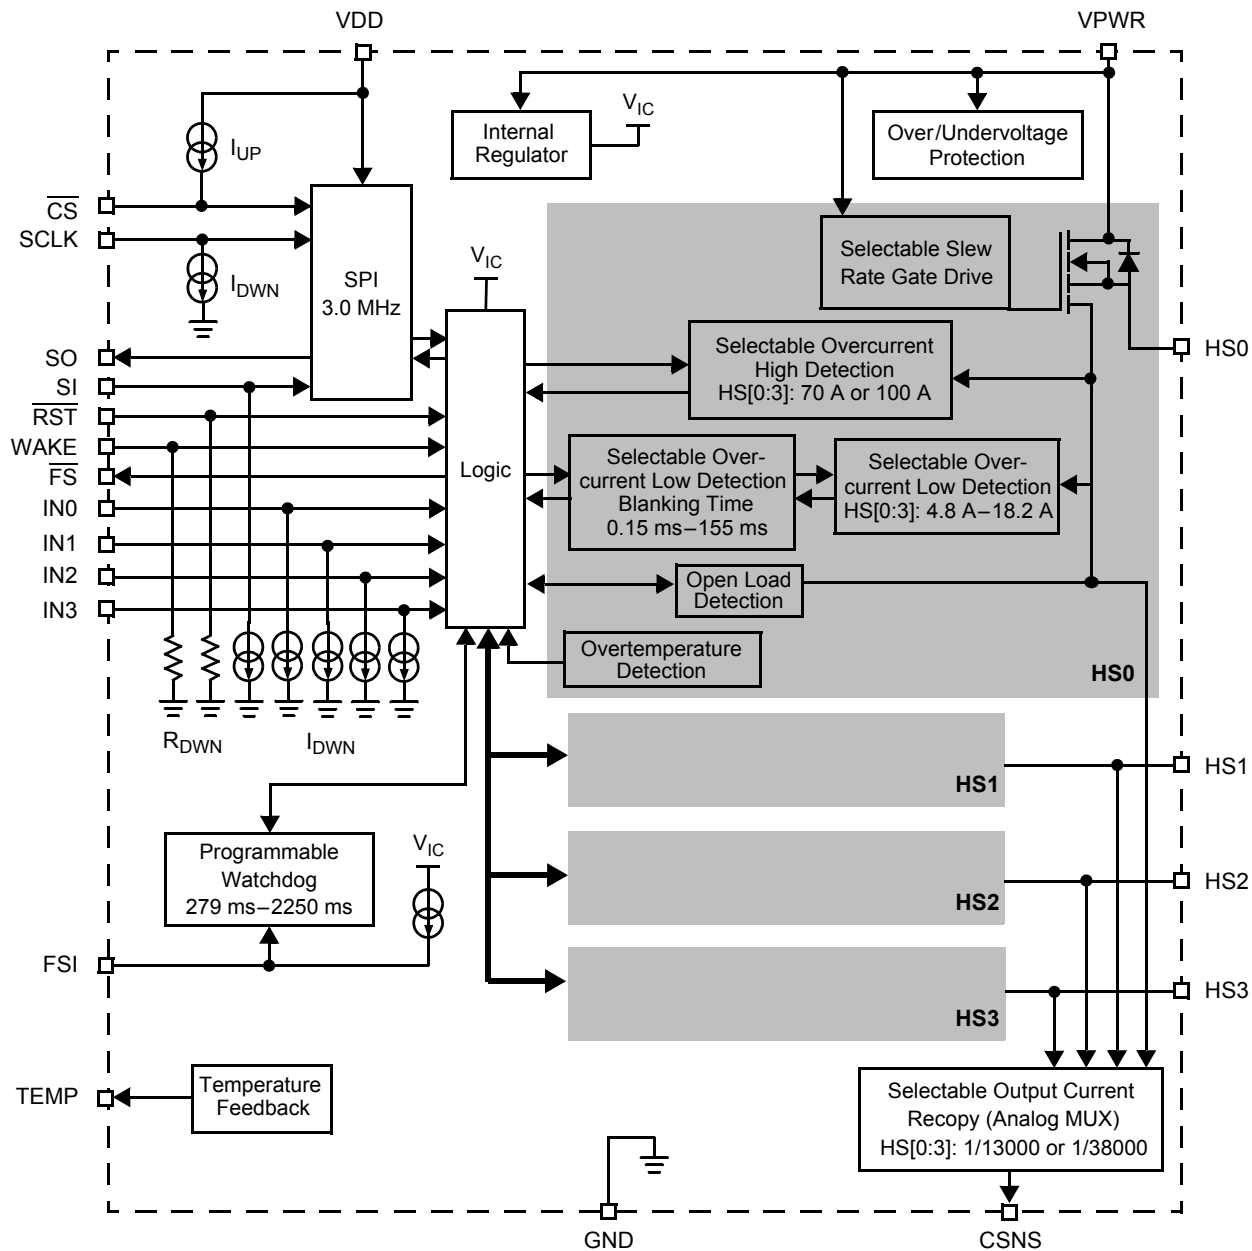 VDD
VPWR
Internal
Regulator
VIC
Over/Undervoltage
Protection
IUP
CS
SCLK
IDWN
SPI
3.0 MHz
VIC
Selectable Slew
Rate Gate Drive
HS0
SO
SI
RST
WAKE
FS
IN0
IN1
IN2
IN3
Logic
Selectable Overcurrent
High Detection
HS[0:3]: 70 A or 100 A
Selectable Over-
current Low Detection
Blanking Time
0.15 ms–155 ms
Selectable Over-
current Low Detection
HS[0:3]: 4.8 A–18.2 A
Open Load
Detection
Overtemperature
Detection
HS0
RDWN
IDWN
HS1
HS1
Programmable
Watchdog
279 ms–2250 ms
VIC
HS2
HS2
FSI
HS3
HS3
TEMP
Temperature
Feedback
Selectable Output Current
Recopy (Analog MUX)
HS[0:3]: 1/13000 or 1/38000
GND
CSNS